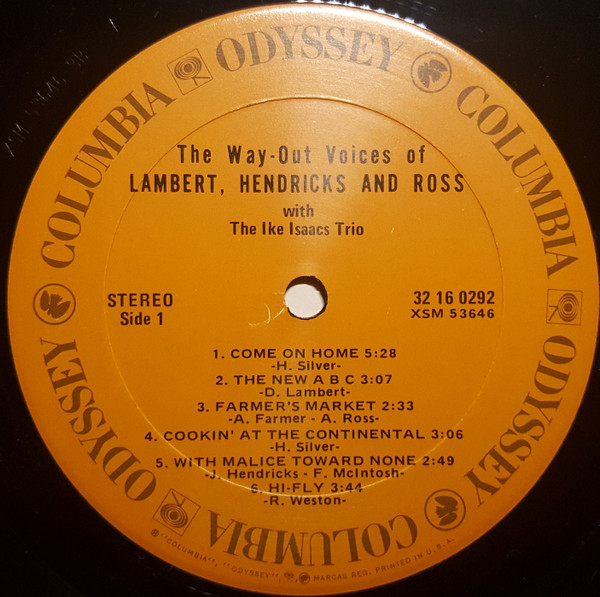 COLUMBIA ODYSSEY COLUMBIA ODYSSEY COLUMBIA ODYSSEY
The Way-Out Voices of
LAMBERT, HENDRICKS AND ROSS
with
The Ike Isaacs Trio
STEREO
Side 1
32 16 0292
XSM 53646
1. COME ON HOME 5:28
-H. Silver-
2. THE NEW A B C 3:07
-D. Lambert-
3. FARMER'S MARKET 2:33
-A. Farmer - A. Ross-
4. COOKIN' AT THE CONTINENTAL 3:06
-H. Silver-
5. WITH MALICE TOWARD NONE 2:49
-J. Hendricks - F. McIntosh-
6. HI-FLY 3:44
-R. Weston-
"COLUMBIA", "ODYSSEY", MARCAS REG. PRINTED IN U.S.A.